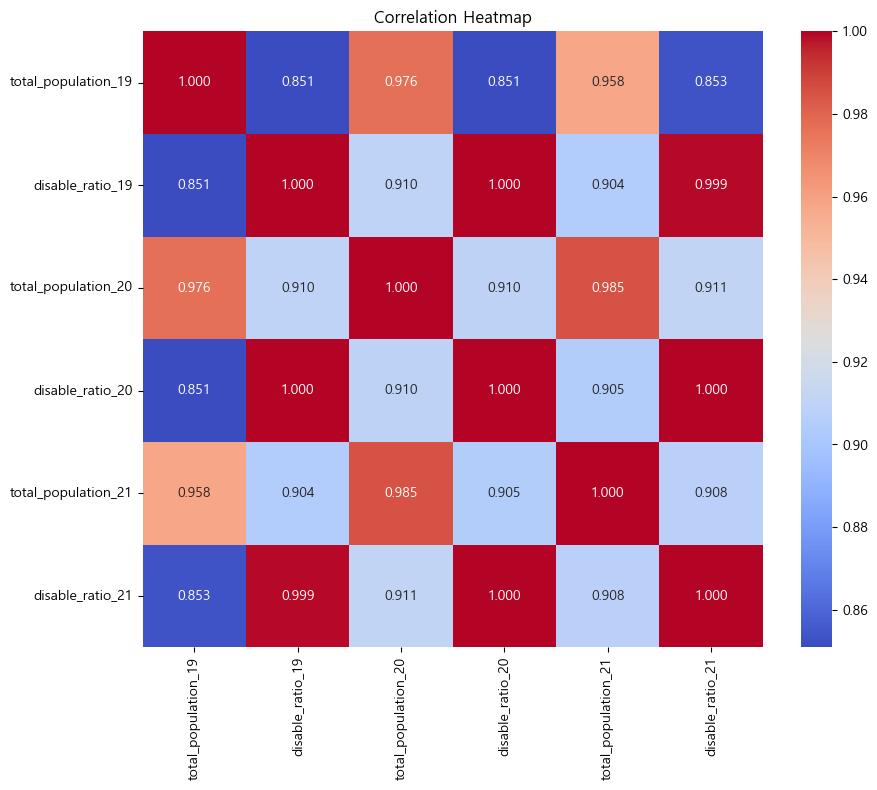 Correlation Heatmap
total_population_19 1.000 0.851 0.976 0.851 0.958 0.853
disable_ratio_19 0.851 1.000 0.910 1.000 0.904 0.999
total_population_20 0.976 0.910 1.000 0.910 0.985 0.911
disable_ratio_20 0.851 1.000 0.910 1.000 0.905 1.000
total_population_21 0.958 0.904 0.985 0.905 1.000 0.908
disable_ratio_21 0.853 0.999 0.911 1.000 0.908 1.000
total_population_19
disable_ratio_19
total_population_20
disable_ratio_20
total_population_21
disable_ratio_21
1.00
0.98
0.96
0.94
0.92
0.90
0.88
0.86